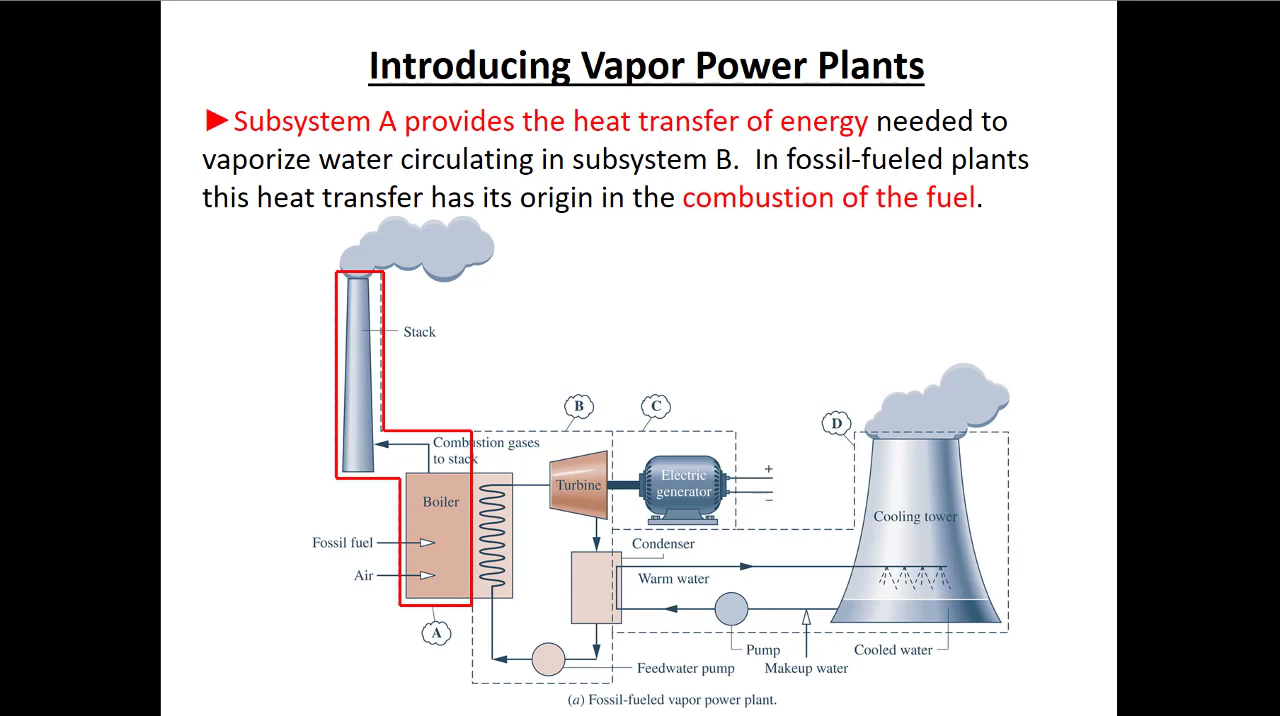 Introducing Vapor Power Plants
►Subsystem A provides the heat transfer of energy needed to
vaporize water circulating in subsystem B. In fossil-fueled plants
this heat transfer has its origin in the combustion of the fuel.
Stack
B
C
D
Combustion gases
to stack
Boiler
Turbine
Electric
generator
+
−
Cooling tower
Fossil fuel
Air
Condenser
Warm water
A
Pump
Makeup water
Cooled water
Feedwater pump
(a) Fossil-fueled vapor power plant.